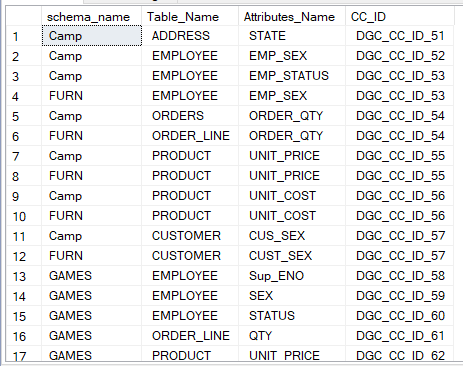 schema_name Table_Name Attributes_Name CC_ID
1 Camp ADDRESS STATE DGC_CC_ID_51
2 Camp EMPLOYEE EMP_SEX DGC_CC_ID_52
3 Camp EMPLOYEE EMP_STATUS DGC_CC_ID_53
4 FURN EMPLOYEE EMP_SEX DGC_CC_ID_53
5 Camp ORDERS ORDER_QTY DGC_CC_ID_54
6 FURN ORDER_LINE ORDER_QTY DGC_CC_ID_54
7 Camp PRODUCT UNIT_PRICE DGC_CC_ID_55
8 FURN PRODUCT UNIT_PRICE DGC_CC_ID_55
9 Camp PRODUCT UNIT_COST DGC_CC_ID_56
10 FURN PRODUCT UNIT_COST DGC_CC_ID_56
11 Camp CUSTOMER CUS_SEX DGC_CC_ID_57
12 FURN CUSTOMER CUST_SEX DGC_CC_ID_57
13 GAMES EMPLOYEE Sup_ENO DGC_CC_ID_58
14 GAMES EMPLOYEE SEX DGC_CC_ID_59
15 GAMES EMPLOYEE STATUS DGC_CC_ID_60
16 GAMES ORDER_LINE QTY DGC_CC_ID_61
17 GAMES PRODUCT UNIT_PRICE DGC_CC_ID_62